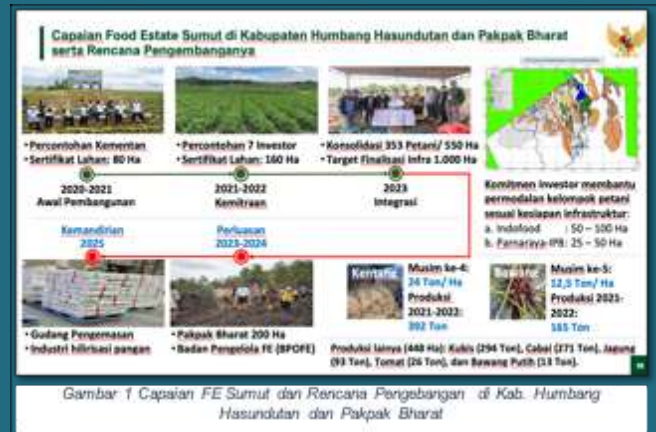 Capaian Food Estate Sumut di Kabupaten Humbang Hasundutan dan Pakpak Bharat
serta Rencana Pengembanganya
•Percontohan Kementan
•Sertifikat Lahan: 80 Ha
•Percontohan 7 Investor
•Sertifikat Lahan: 160 Ha
•Konsolidasi 353 Petani/ 550 Ha
•Target Finalisasi Infra 1.000 Ha
2020-2021
Awal Pembangunan
2021-2022
Kemitraan
2023
Integrasi
Komitmen investor membantu
permodalan kelompok petani
sesuai kesiapan infrastruktur:
a. Indofood : 50 – 100 Ha
b. Parnaraya-IPB: 25 – 50 Ha
Kemandirian
2025
Perluasan
2023-2024
•Gudang Pengemasan
•Industri hilirisasi pangan
•Pakpak Bharat 200 Ha
•Badan Pengelola FE (BPOFE)
Kentang
Musim ke-4:
24 Ton/ Ha
Produksi
2021-2022:
392 Ton
Bawang
Musim ke-5:
12,5 Ton/ Ha
Produksi 2021-
2022:
165 Ton
Produksi lainya (448 Ha): Kubis (294 Ton), Cabai (271 Ton), Jagung
(93 Ton), Tomat (26 Ton), dan Bawang Putih (13 Ton).
Gambar 1 Capaian FE Sumut dan Rencana Pengebangan di Kab. Humbang
Hasundutan dan Pakpak Bharat